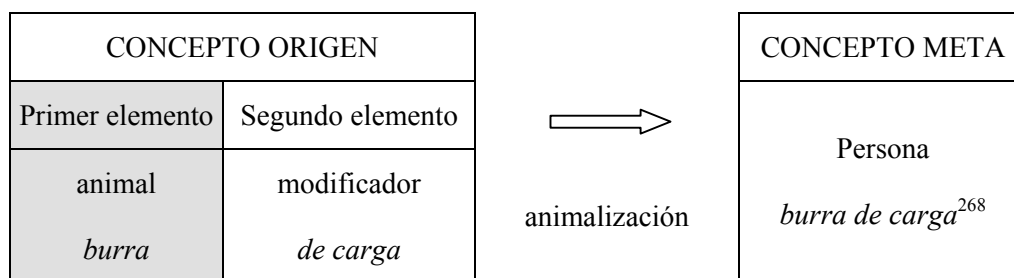 CONCEPTO ORIGEN
CONCEPTO META
Primer elemento
Segundo elemento
animal
modificador
burra
de carga
animalización
Persona
burra de carga268